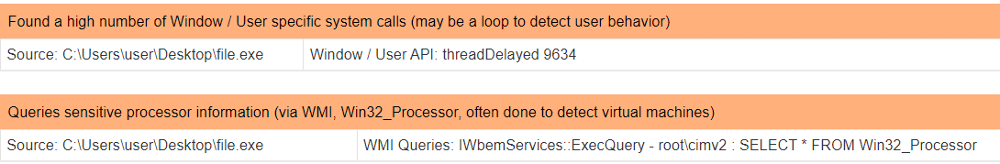 Found a high number of Window / User specific system calls (may be a loop to detect user behavior)
Source: C:\Users\user\Desktop\file.exe Window / User API: threadDelayed 9634
Queries sensitive processor information (via WMI, Win32_Processor, often done to detect virtual machines)
Source: C:\Users\user\Desktop\file.exe WMI Queries: IWbemServices::ExecQuery - root\cimv2 : SELECT * FROM Win32_Processor